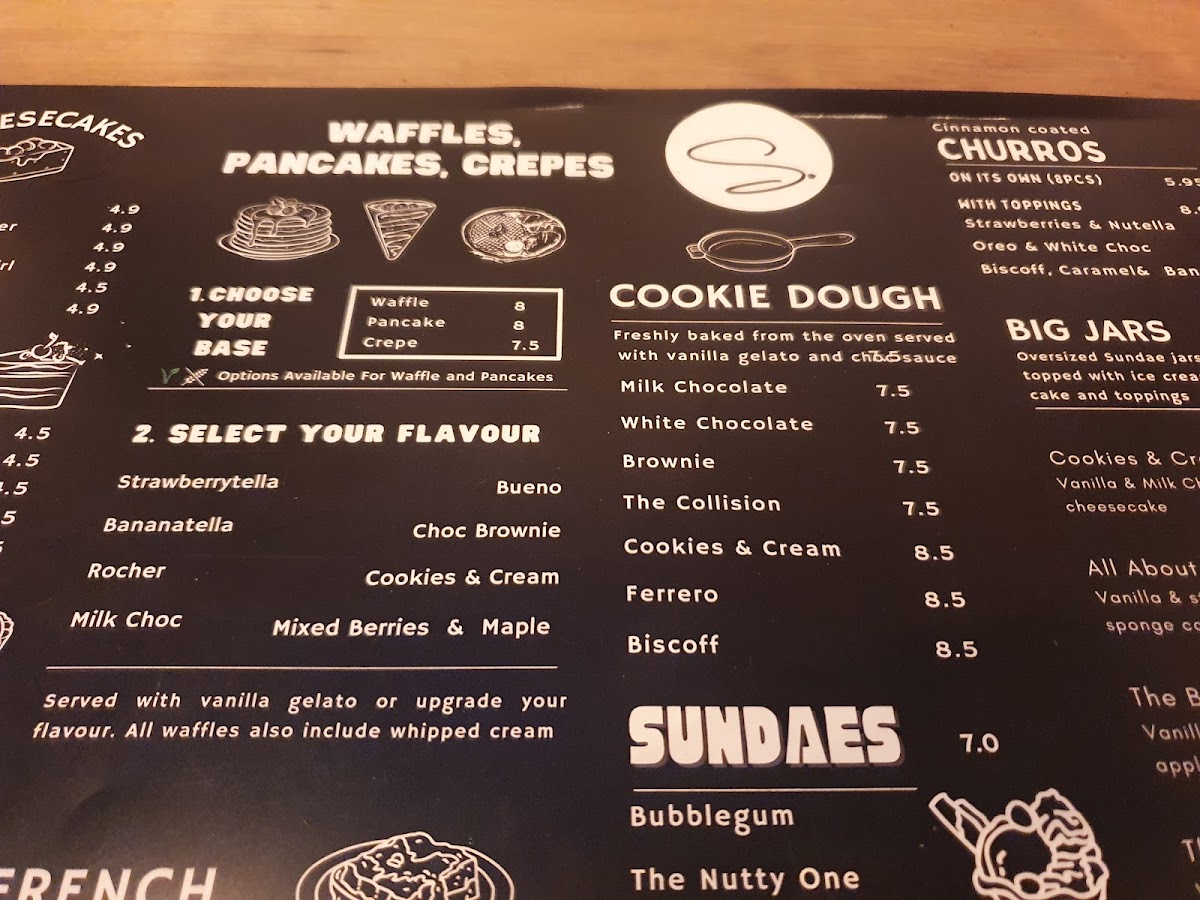 ESECAKES
4.9
er 4.9
4.9
rl 4.9
4.5
4.9
4.5
4.5
4.5
5
WAFFLES,
PANCAKES, CREPES
1. CHOOSE
YOUR
BASE
Waffle 8
Pancake 8
Crepe 7.5
Options Available For Waffle and Pancakes
2. SELECT YOUR FLAVOUR
Strawberrytella Bueno
Bananatella Choc Brownie
Rocher Cookies & Cream
Milk Choc Mixed Berries & Maple
Served with vanilla gelato or upgrade your
flavour. All waffles also include whipped cream
FRENCH
S.
COOKIE DOUGH
Freshly baked from the oven served
with vanilla gelato and choc sauce
7.5
Milk Chocolate 7.5
White Chocolate 7.5
Brownie 7.5
The Collision 7.5
Cookies & Cream 8.5
Ferrero 8.5
Biscoff 8.5
SUNDAES 7.0
Bubblegum
The Nutty One
Cinnamon coated
CHURROS
ON ITS OWN (8PCS) 5.95
WITH TOPPINGS 8.
Strawberries & Nutella
Oreo & White Choc
Biscoff, Caramel& Ban
BIG JARS
Oversized Sundae jars
topped with ice crea
cake and toppings
Cookies & Cr
Vanilla & Milk Ch
cheesecake
All About
Vanilla & s
sponge ca
The B
Vanill
appl